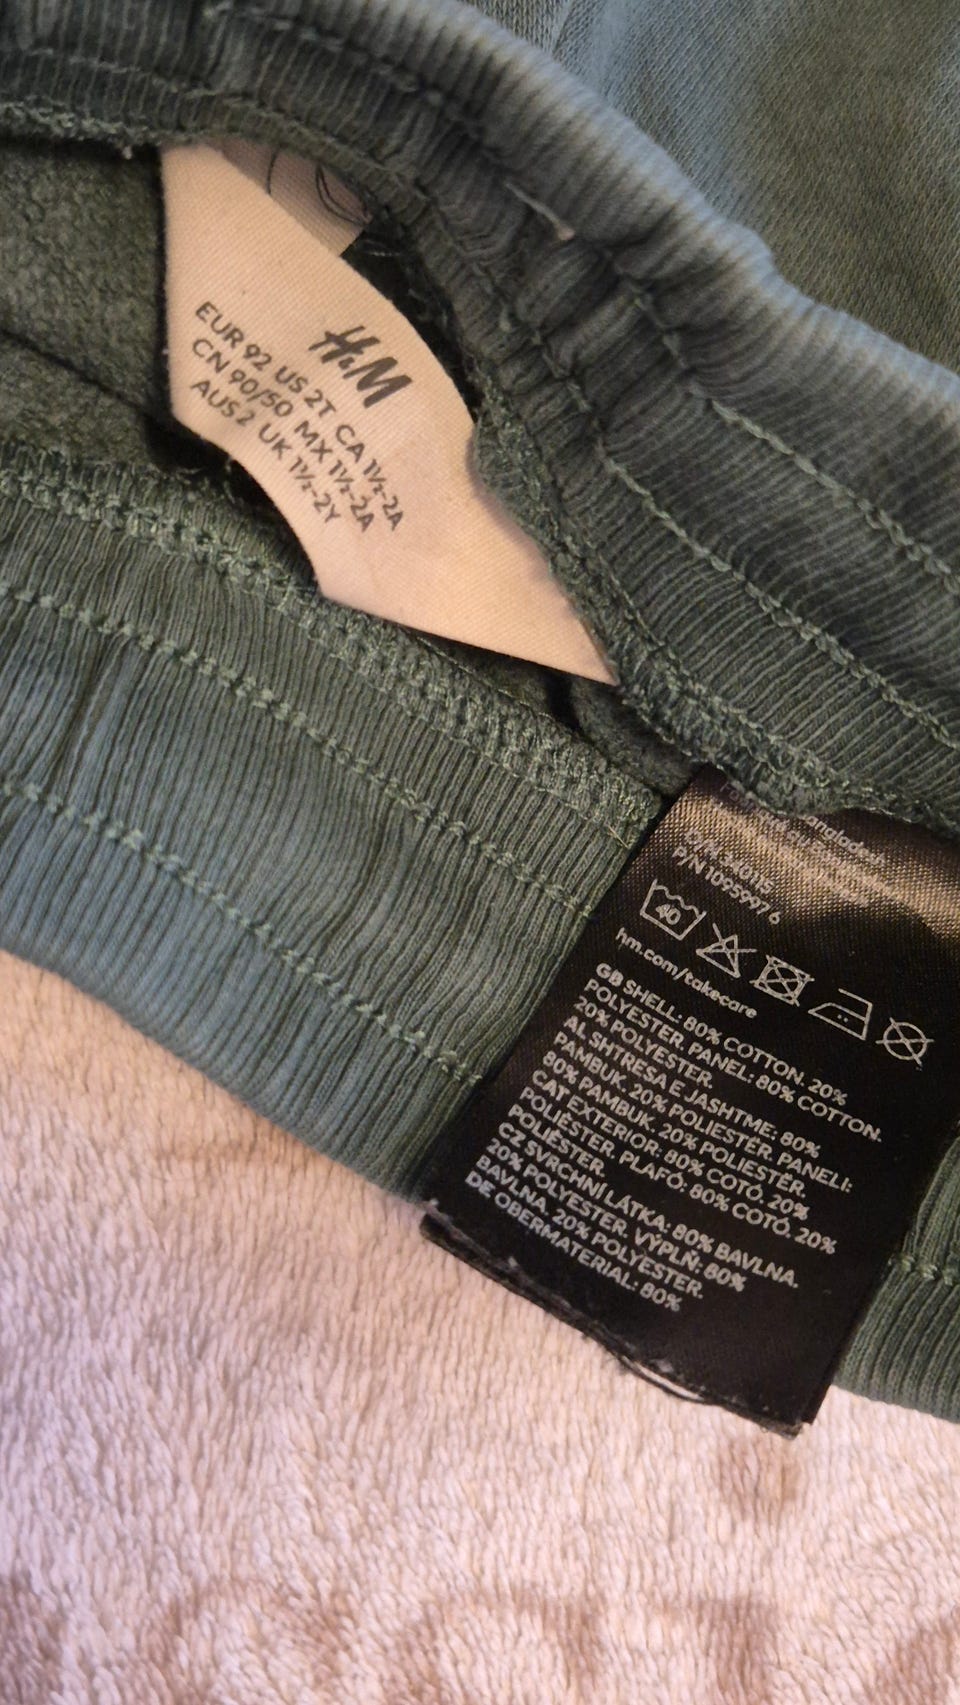 H&M
EUR 92 US 2T CA 1½-2A
CN 90/50 MX 1½-2A
AUS 2 UK 1½-2Y
P/N 1095997 6
40
hm.com/takecare
GB SHELL: 80% COTTON. 20%
POLYESTER. PANEL: 80% COTTON.
20% POLYESTER.
AL SHTRESA E JASHTME: 80%
PAMBUK. 20% POLIESTËR. PANELI:
80% PAMBUK. 20% POLIESTËR.
CAT EXTERIOR: 80% COTÓ. 20%
POLIÈSTER. PLAFÓ: 80% COTÓ. 20%
POLIÈSTER.
CZ SVRCHNÍ LÁTKA: 80% BAVLNA.
20% POLYESTER. VÝPLŇ: 80%
BAVLNA. 20% POLYESTER.
DE OBERMATERIAL: 80%